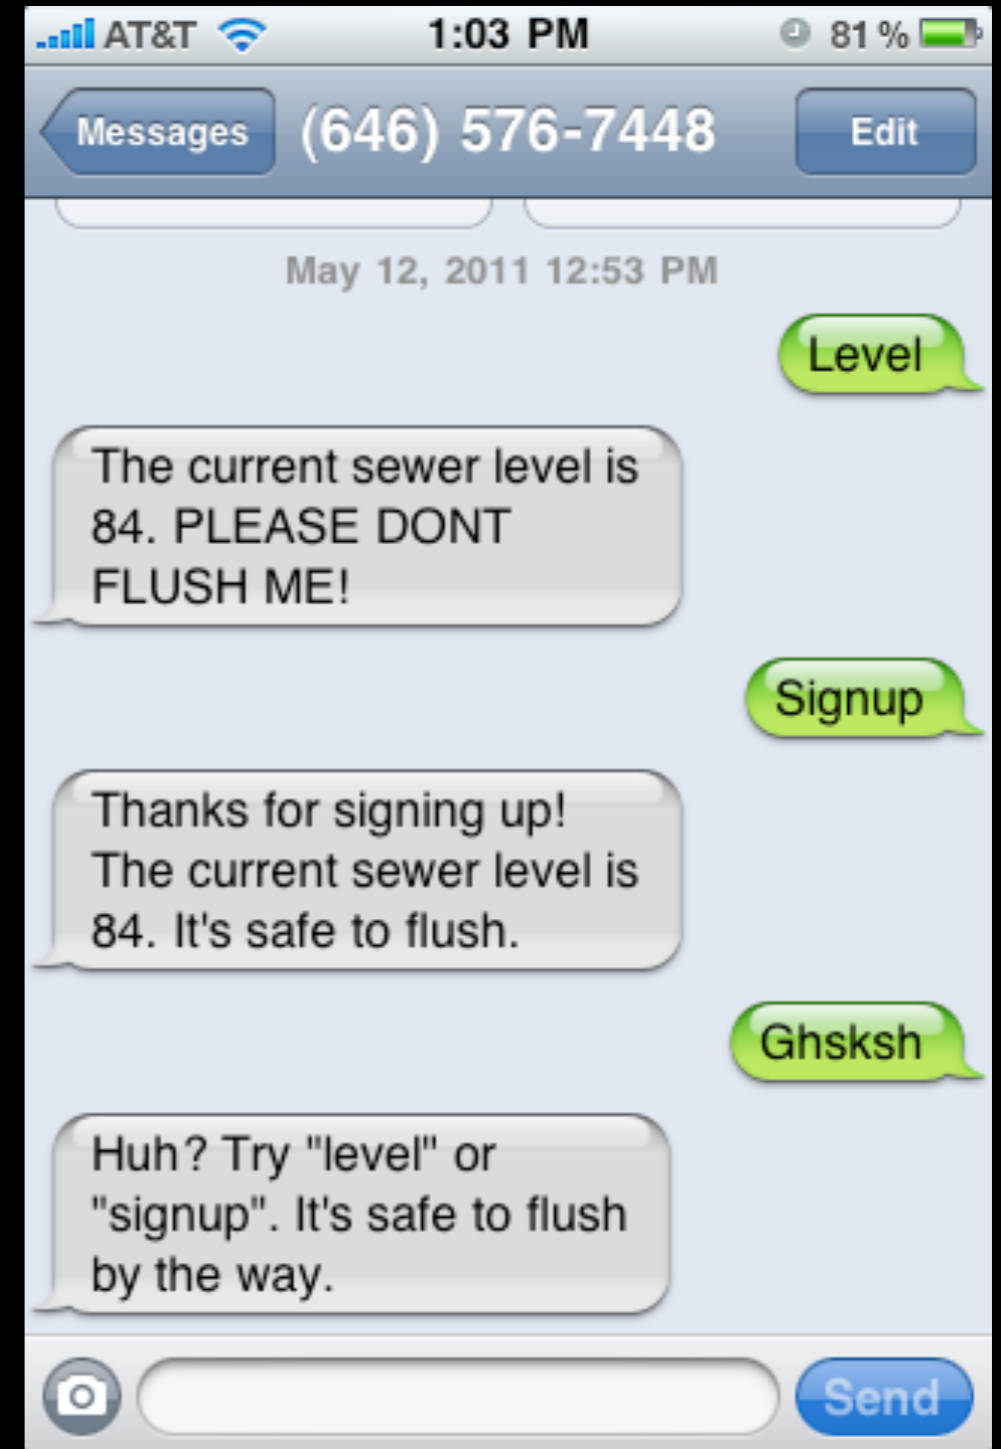 AT&T 1:03 PM 81%
Messages (646) 576-7448 Edit
May 12, 2011 12:53 PM
Level
The current sewer level is
84. PLEASE DONT
FLUSH ME!
Signup
Thanks for signing up!
The current sewer level is
84. It's safe to flush.
Ghsksh
Huh? Try "level" or
"signup". It's safe to flush
by the way.
Send